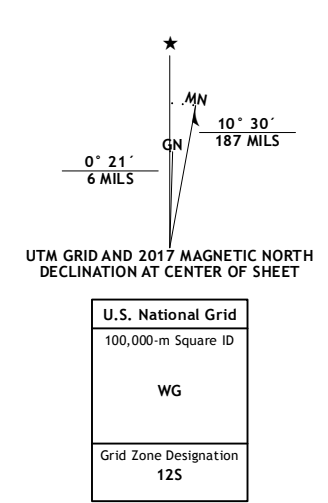 ★
MN
10° 30´
187 MILS
GN
0° 21´
6 MILS
UTM GRID AND 2017 MAGNETIC NORTH
DECLINATION AT CENTER OF SHEET
U.S. National Grid
100,000-m Square ID
WG
Grid Zone Designation
12S